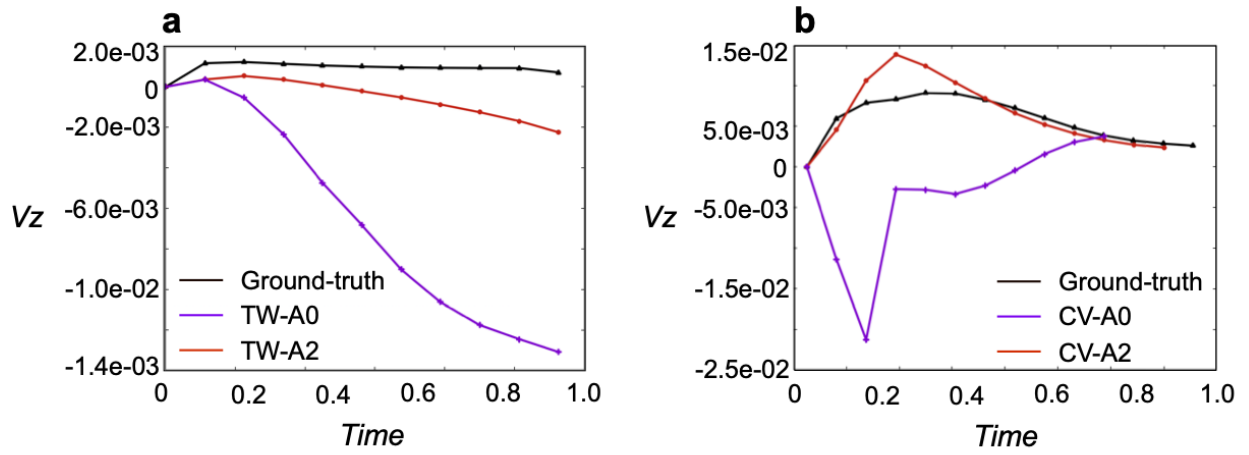 a
2.0e-03
0
-2.0e-03
-6.0e-03
-1.0e-02
-1.4e-03
Vz
Ground-truth
TW-A0
TW-A2
0 0.2 0.4 0.6 0.8 1.0
Time
b
1.5e-02
5.0e-03
0
-5.0e-03
-1.5e-02
-2.5e-02
Vz
Ground-truth
CV-A0
CV-A2
0 0.2 0.4 0.6 0.8 1.0
Time